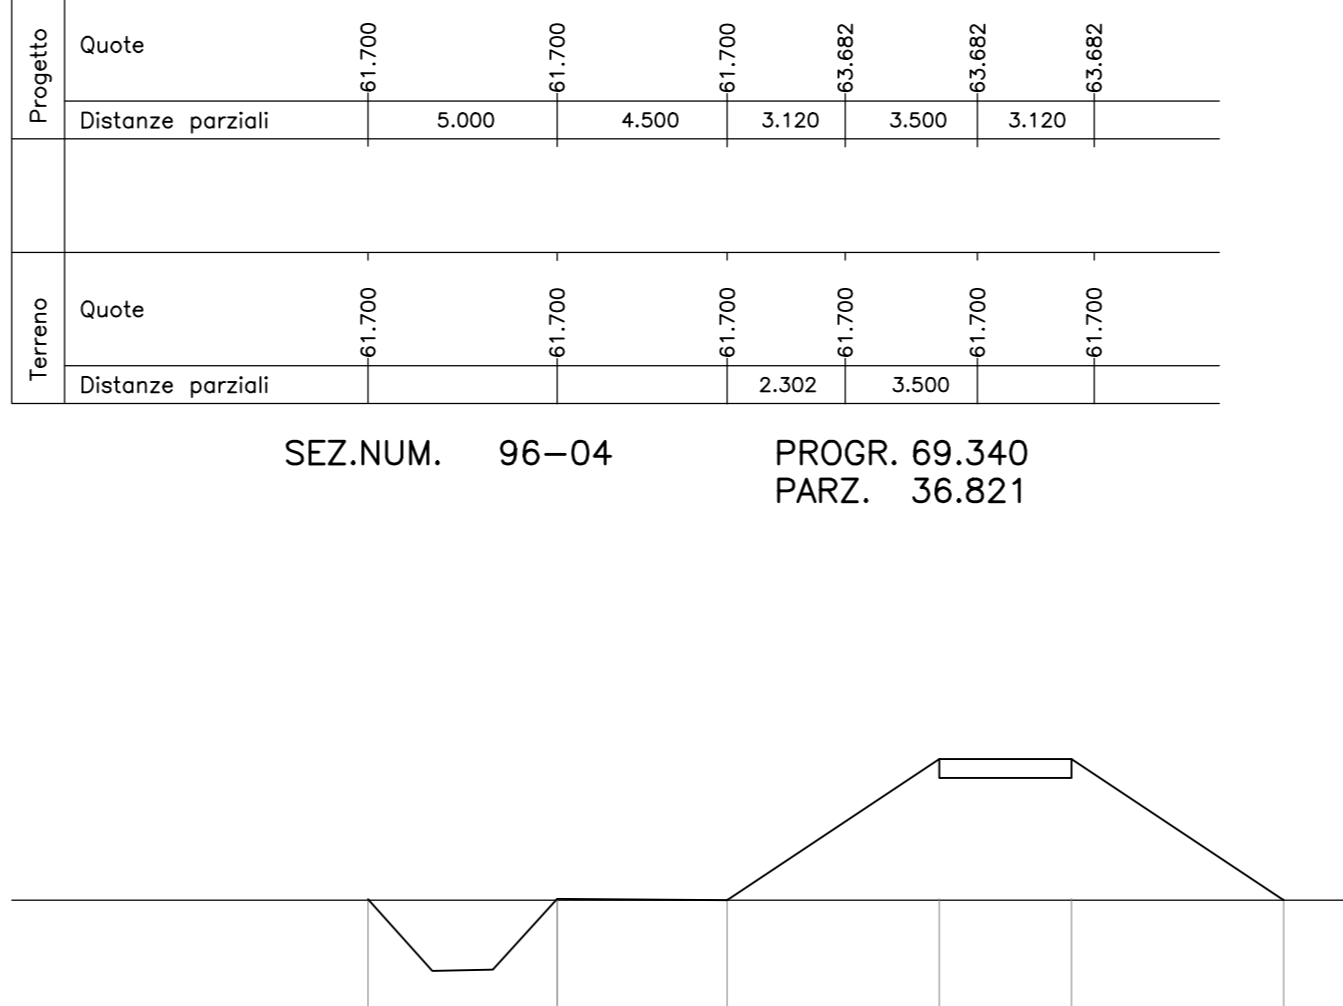 Progetto
Quote 61.700 61.700 61.700 63.682 63.682 63.682
Distanze parziali 5.000 4.500 3.120 3.500 3.120
Terreno
Quote 61.700 61.700 61.700 61.700 61.700 61.700
Distanze parziali 2.302 3.500
SEZ.NUM. 96-04 PROGR. 69.340
PARZ. 36.821